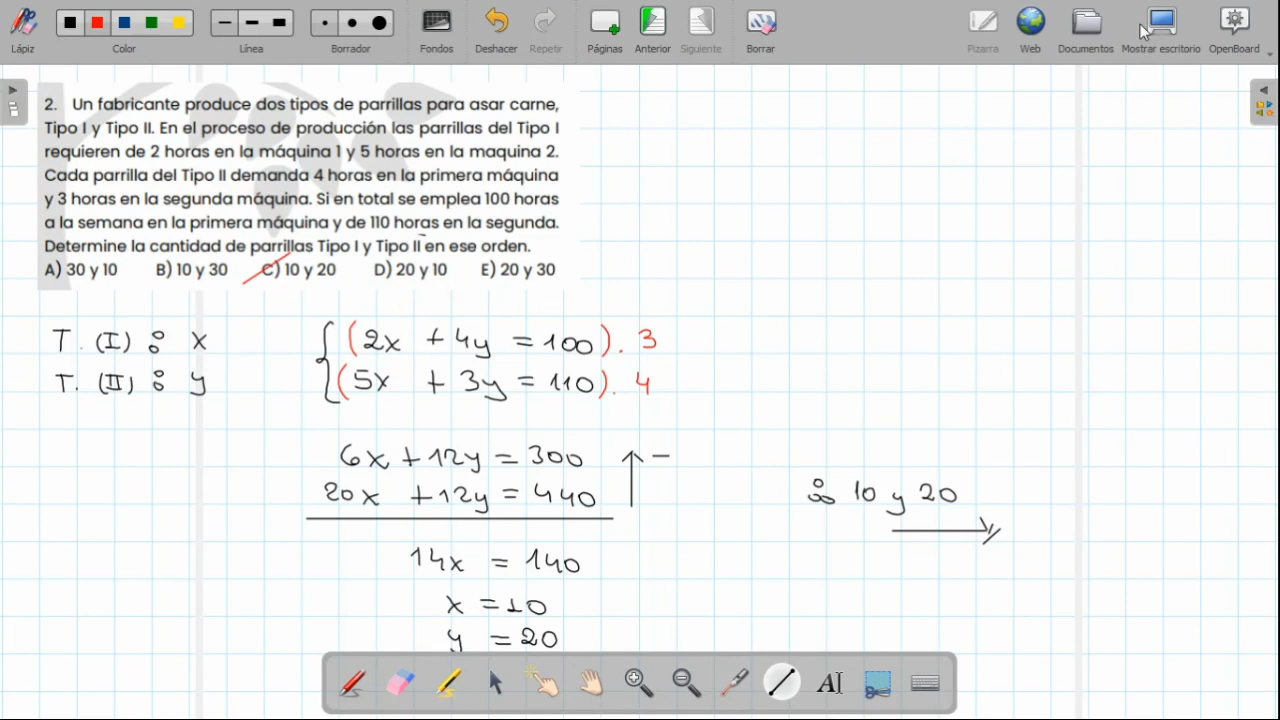 Lápiz
Color
Línea
Borrador
Fondos
Deshacer
Repetir
Páginas
Anterior
Siguiente
Borrar
Pizarra
Web
Documentos
Mostrar escritorio
OpenBoard
2. Un fabricante produce dos tipos de parrillas para asar carne,
Tipo I y Tipo II. En el proceso de producción las parrillas del Tipo I
requieren de 2 horas en la máquina 1 y 5 horas en la maquina 2.
Cada parrilla del Tipo II demanda 4 horas en la primera máquina
y 3 horas en la segunda máquina. Si en total se emplea 100 horas
a la semana en la primera máquina y de 110 horas en la segunda.
Determine la cantidad de parrillas Tipo I y Tipo II en ese orden.
A) 30 y 10 B) 10 y 30 C) 10 y 20 D) 20 y 10 E) 20 y 30
T. (I) : x
T. (II) : y
(2x + 4y = 100). 3
(5x + 3y = 110). 4
6x + 12y = 300
20x + 12y = 440
–
14x = 140
x = 10
y = 20
∴ 10 y 20
AI